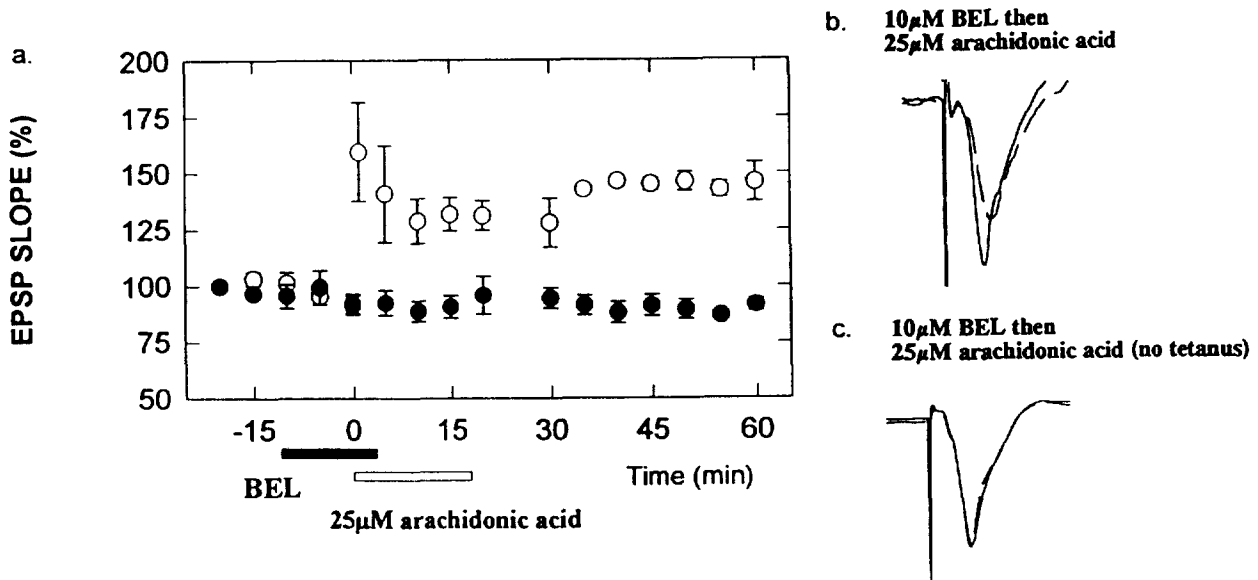 a.
EPSP SLOPE (%)
200
175
150
125
100
75
50
-15 0 15 30 45 60
BEL
Time (min)
25µM arachidonic acid
b. 10µM BEL then
25µM arachidonic acid
c. 10µM BEL then
25µM arachidonic acid (no tetanus)